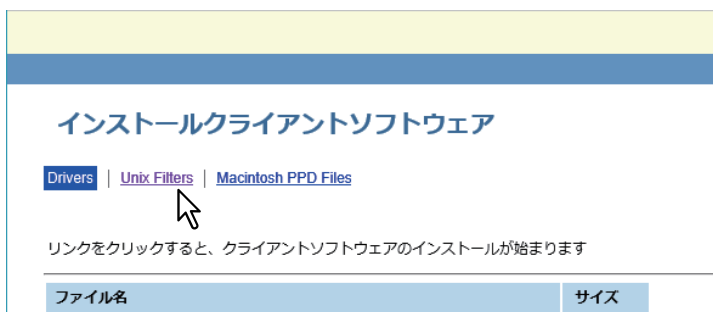 インストールクライアントソフトウェア
Drivers | Unix Filters | Macintosh PPD Files
リンクをクリックすると、クライアントソフトウェアのインストールが始まります
ファイル名 サイズ